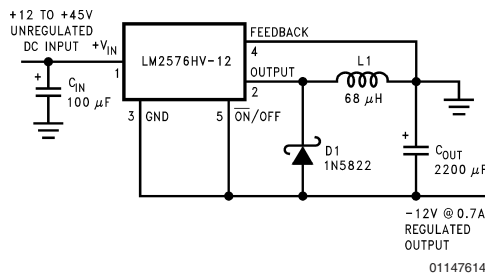 +12 TO +45V
UNREGULATED
DC INPUT
+VIN
1
CIN
100 μF
+
LM2576HV-12
FEEDBACK
4
OUTPUT
2
3 GND
5 ON/OFF
L1
68 μH
D1
1N5822
+
COUT
2200 μF
−12V @ 0.7A
REGULATED
OUTPUT
01147614